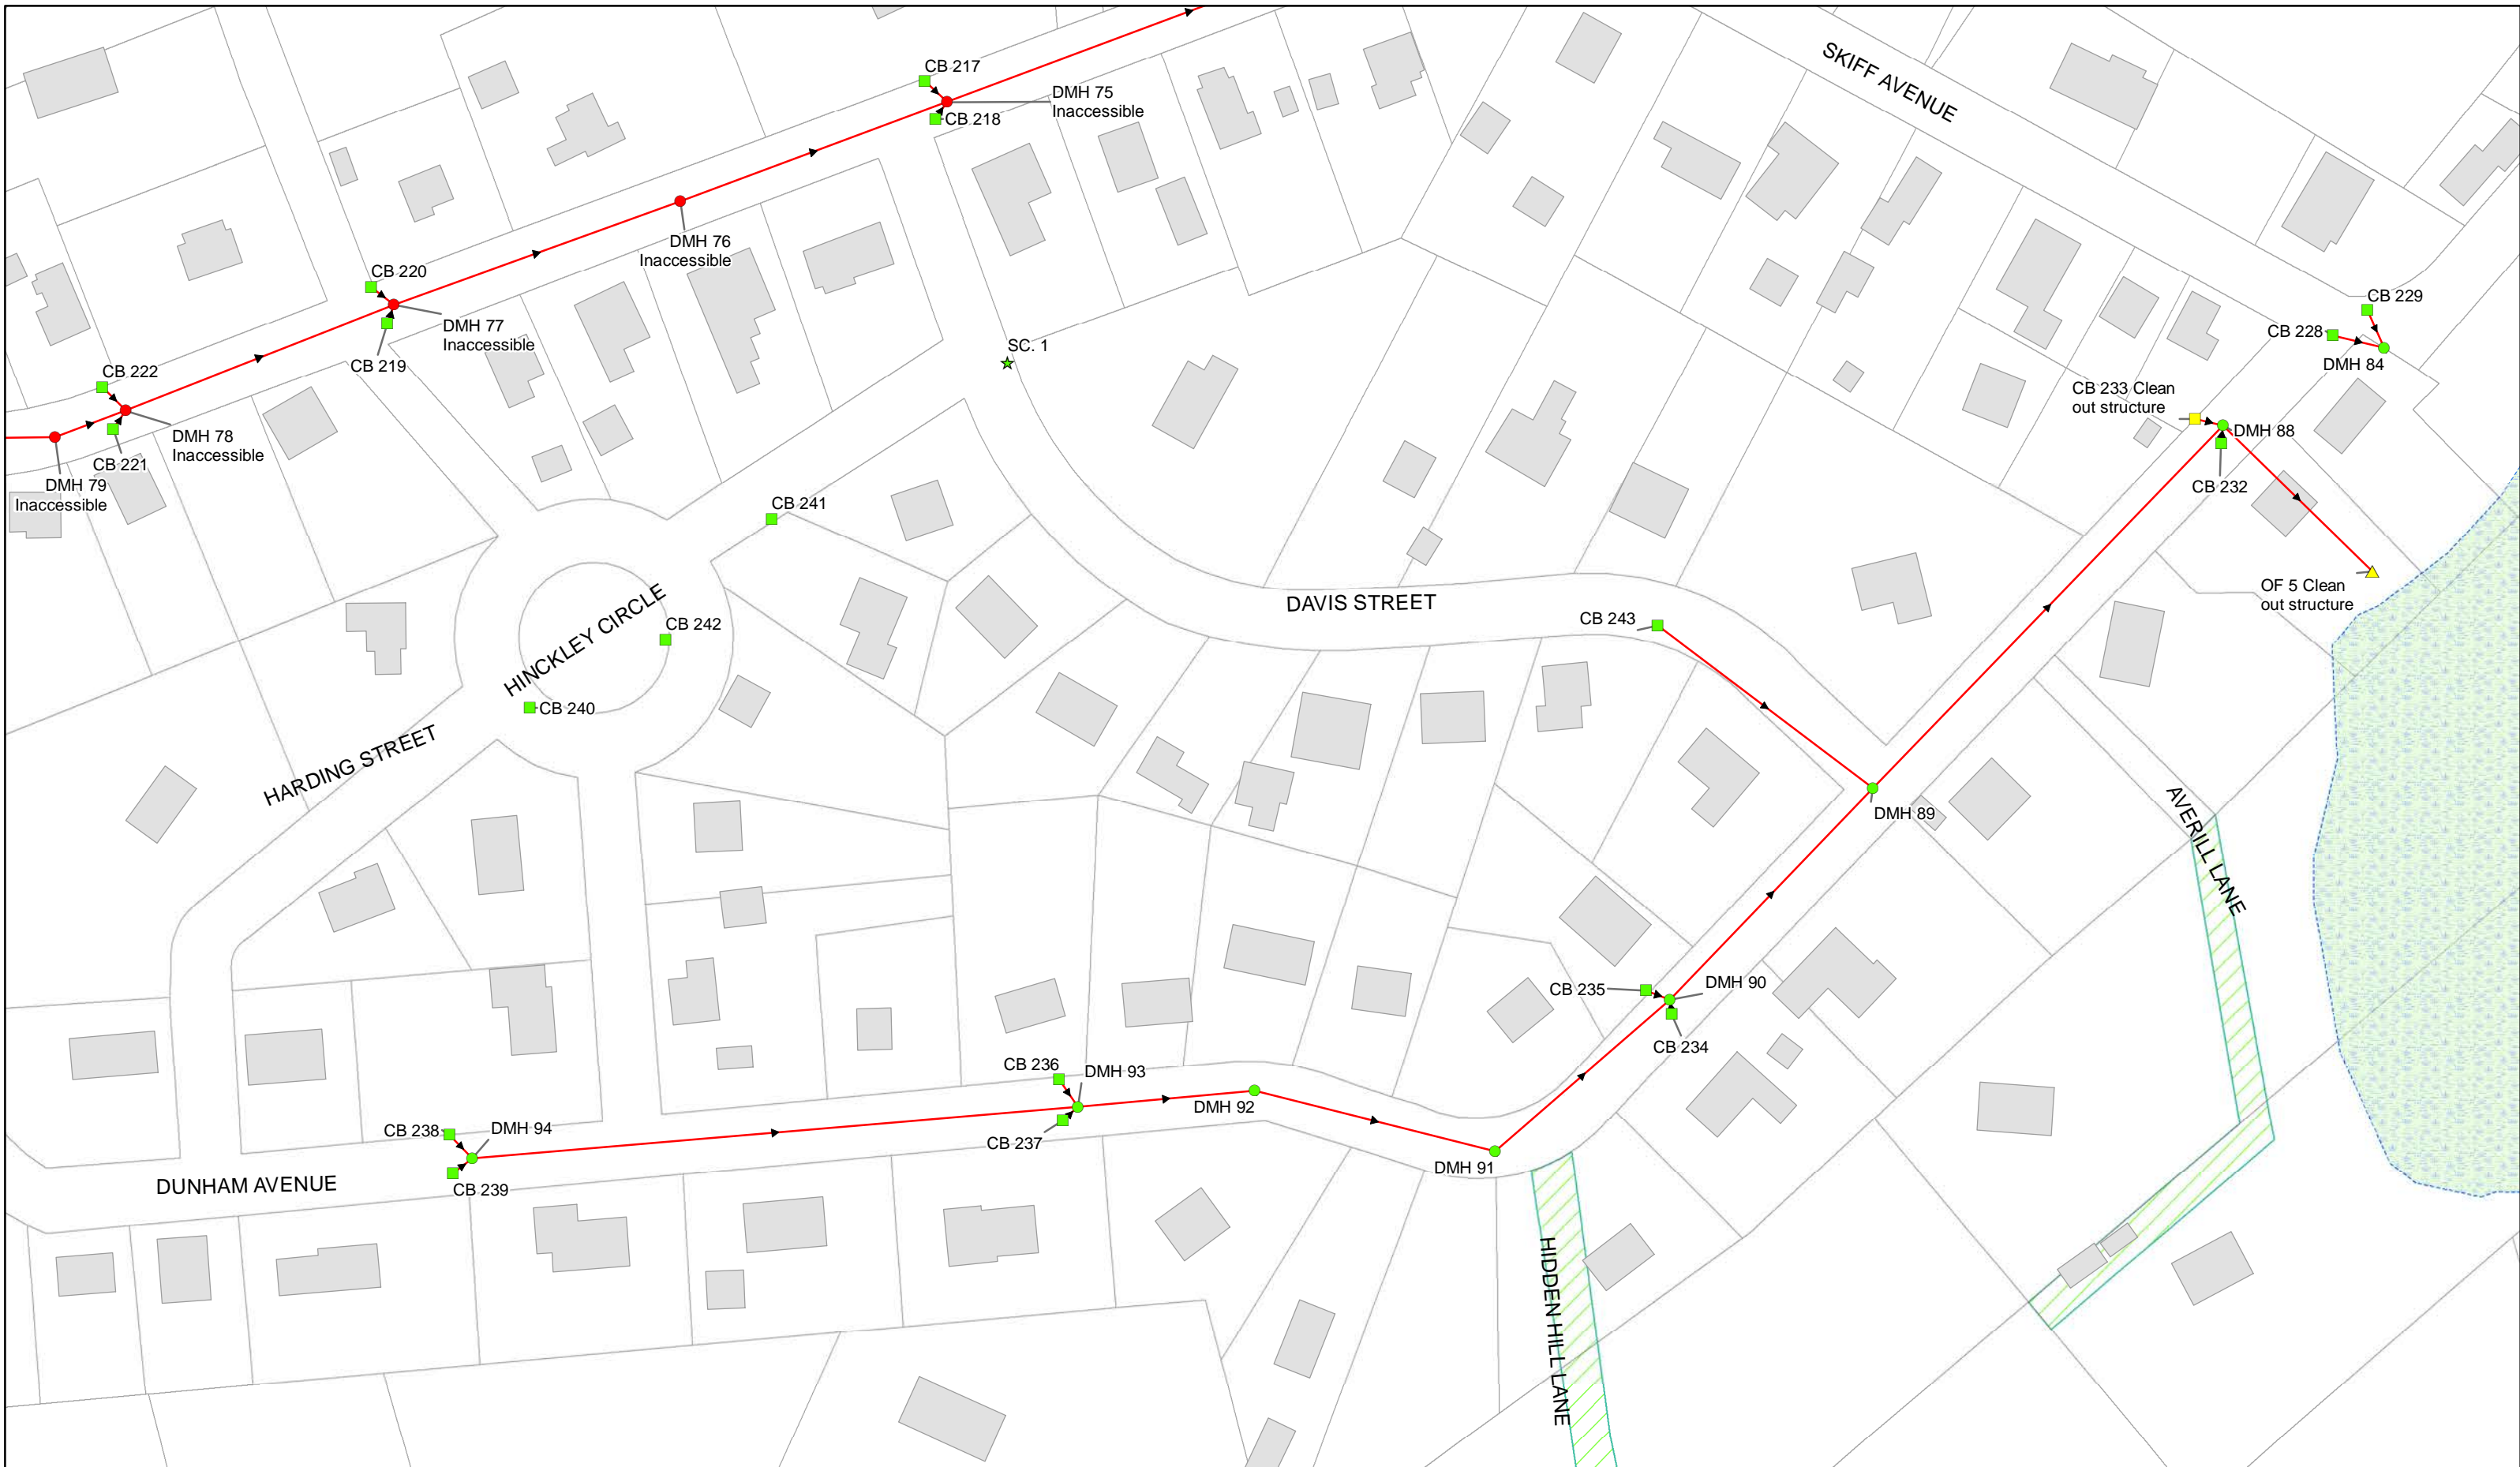 SKIFF AVENUE
CB 217
DMH 75
Inaccessible
CB 218
DMH 76
Inaccessible
CB 220
DMH 77
Inaccessible
CB 219
CB 229
CB 228
DMH 84
SC. 1
CB 222
CB 233 Clean
out structure
DMH 88
DMH 78
Inaccessible
CB 221
DMH 79
Inaccessible
CB 232
CB 241
OF 5 Clean
out structure
DAVIS STREET
CB 243
CB 242
HINCKLEY CIRCLE
CB 240
HARDING STREET
DMH 89
AVERILL LANE
CB 235
DMH 90
CB 234
CB 236
DMH 93
DMH 92
CB 238
DMH 94
CB 237
DMH 91
DUNHAM AVENUE
CB 239
HIDDEN HILL LANE